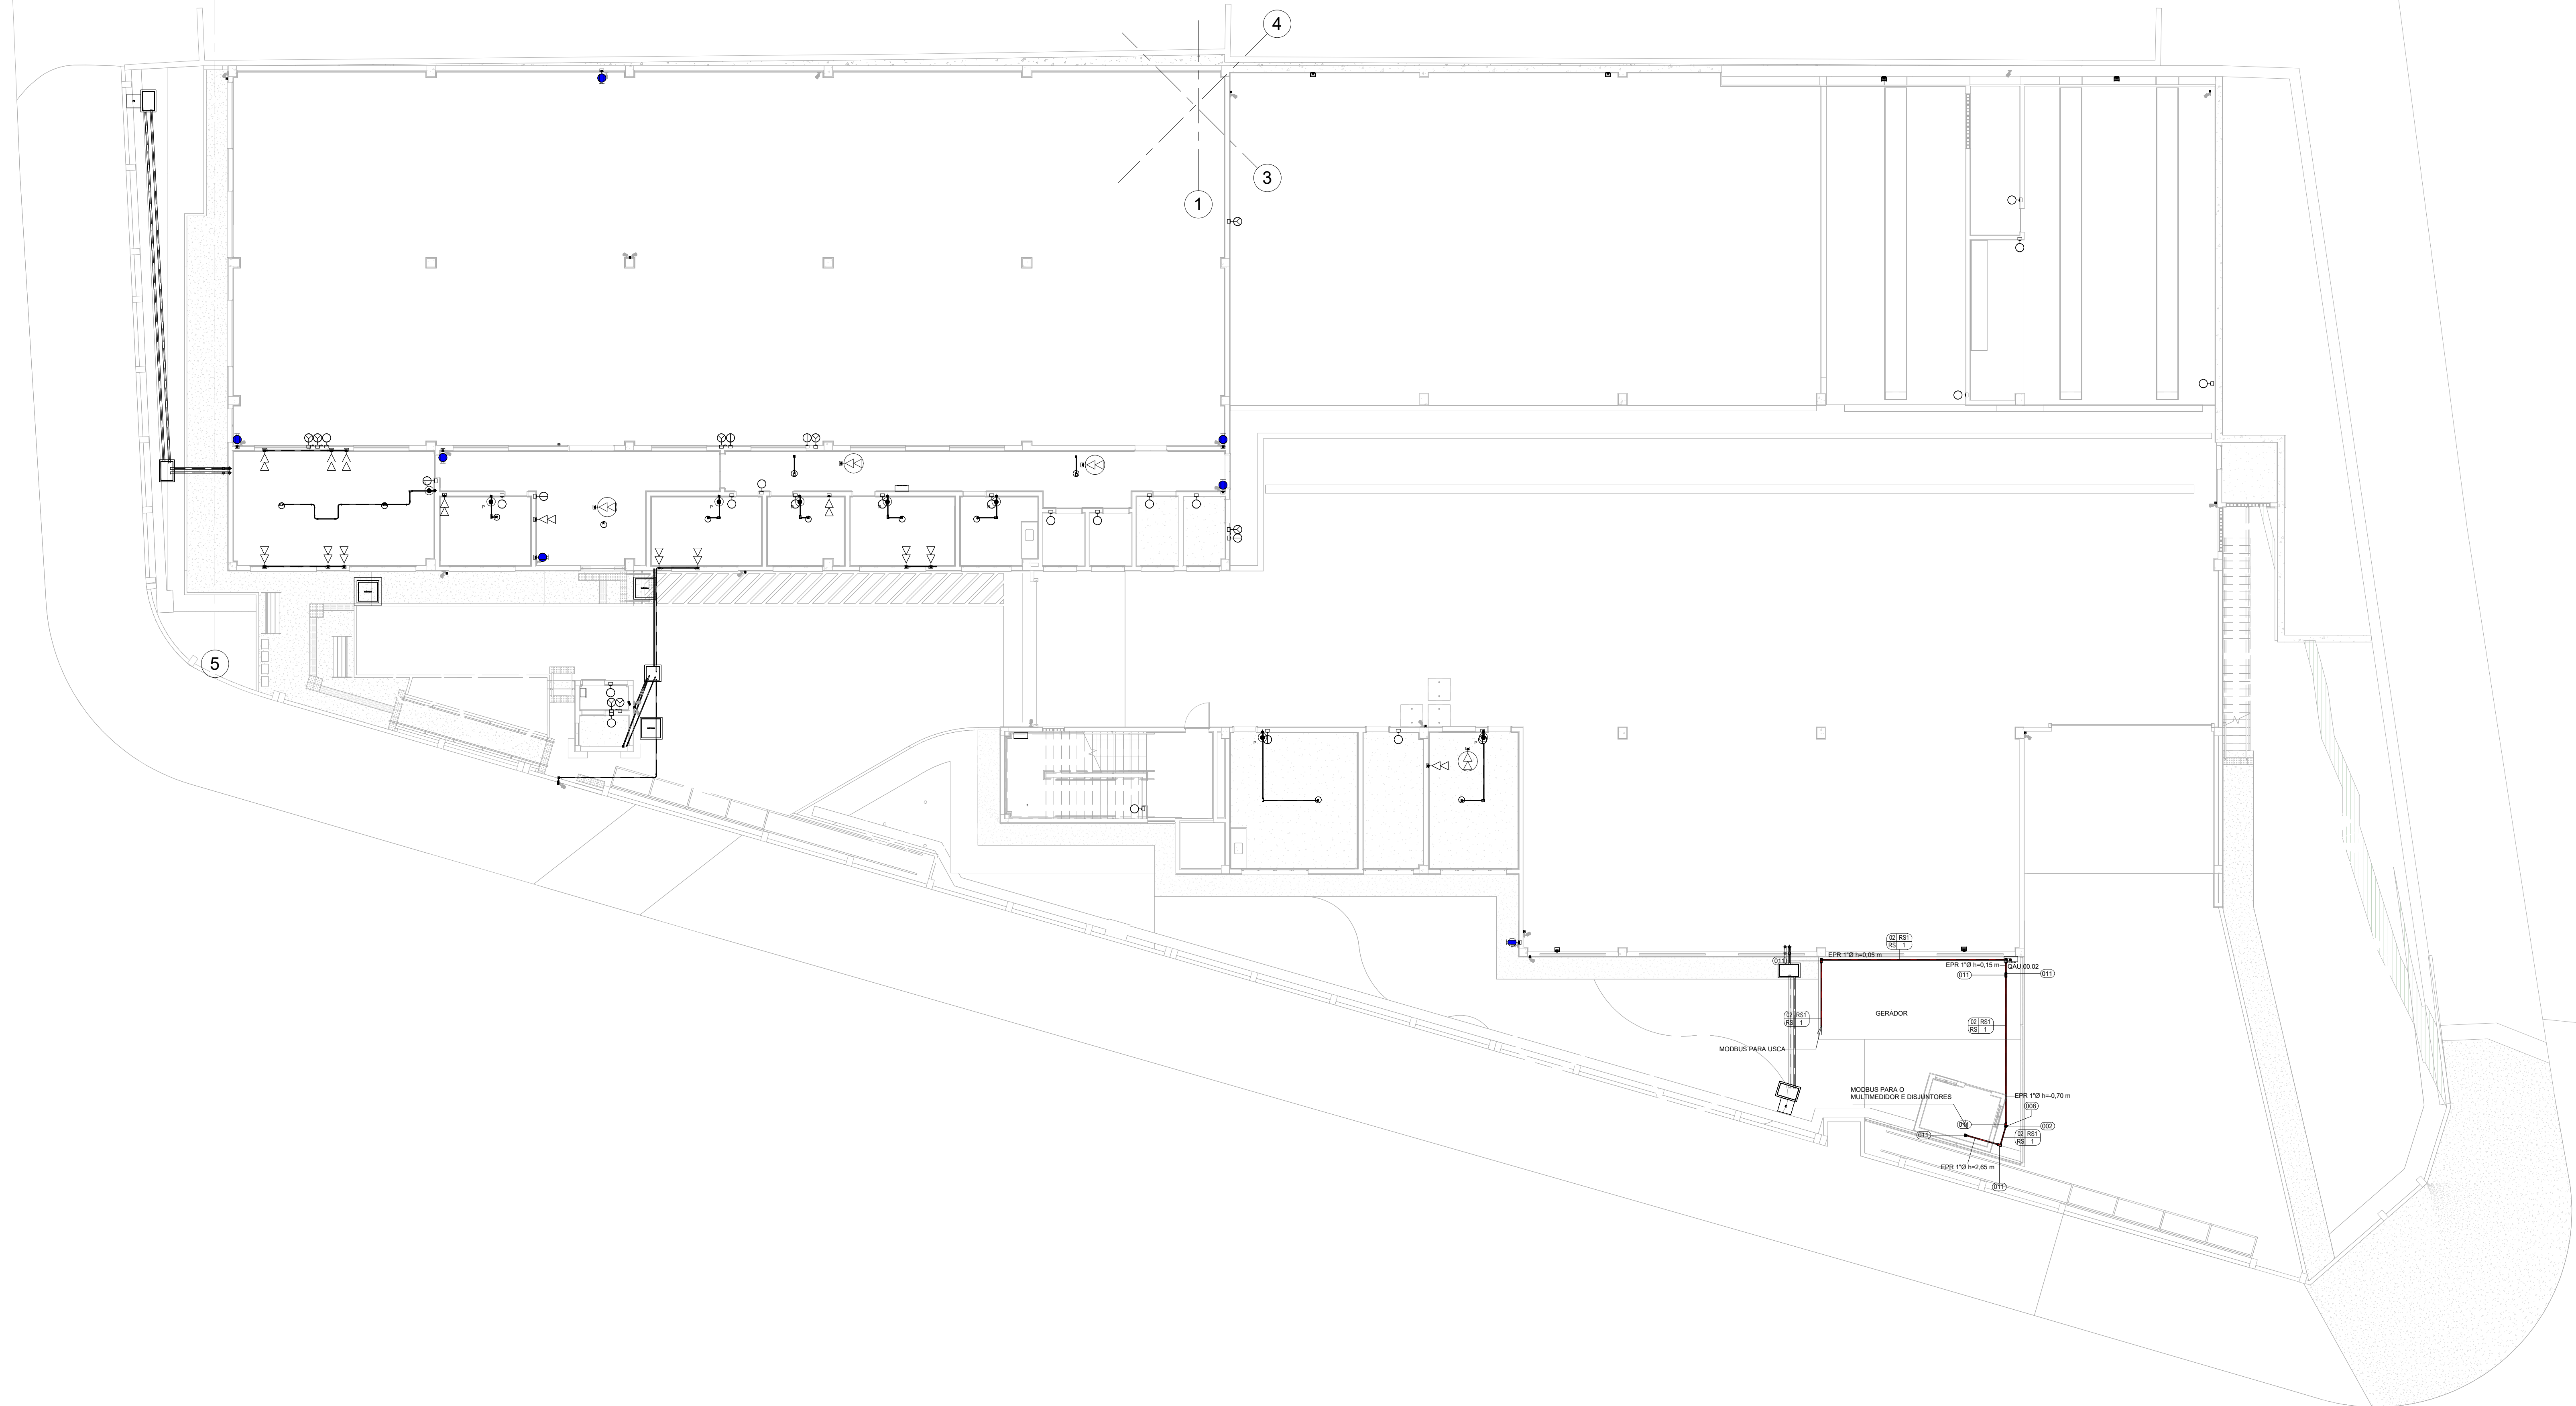 4
3
1
5
P
P
P
P
P
P
P
02 RS1
RS 1
011
EPR 1"Ø h=0,05 m
EPR 1"Ø h=0,15 m
QAU.00.02
011
011
GERADOR
02 RS1
RS 1
02 RS1
RS 1
MODBUS PARA USCA
MODBUS PARA O
MULTIMEDIDOR E DISJUNTORES
EPR 1"Ø h=-0,70 m
008
011
002
011
02 RS1
RS 1
EPR 1"Ø h=2,65 m
011